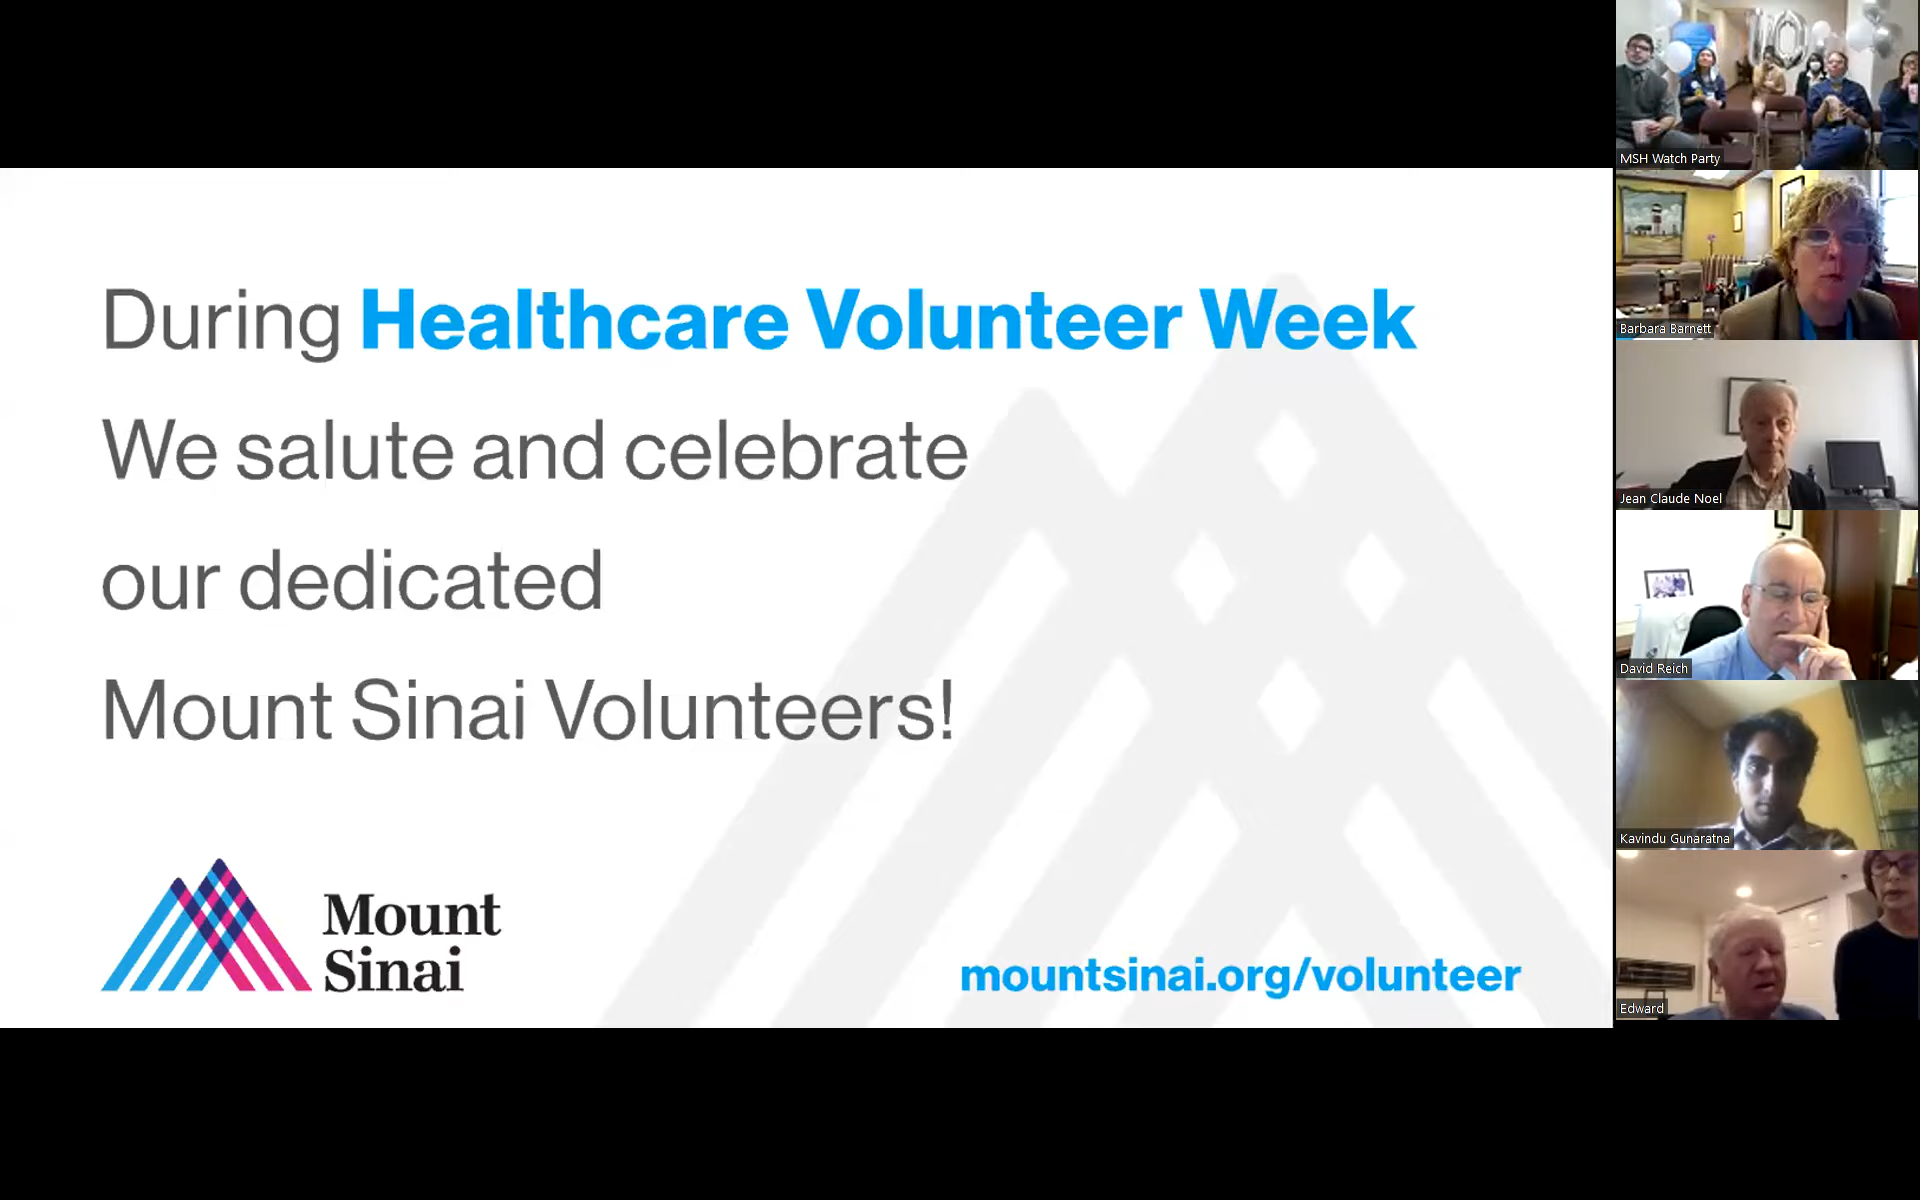 During Healthcare Volunteer Week
We salute and celebrate
our dedicated
Mount Sinai Volunteers!
Mount
Sinai
mountsinai.org/volunteer
MSH Watch Party
Barbara Barnett
Jean Claude Noel
David Reich
Kavindu Gunaratna
Edward